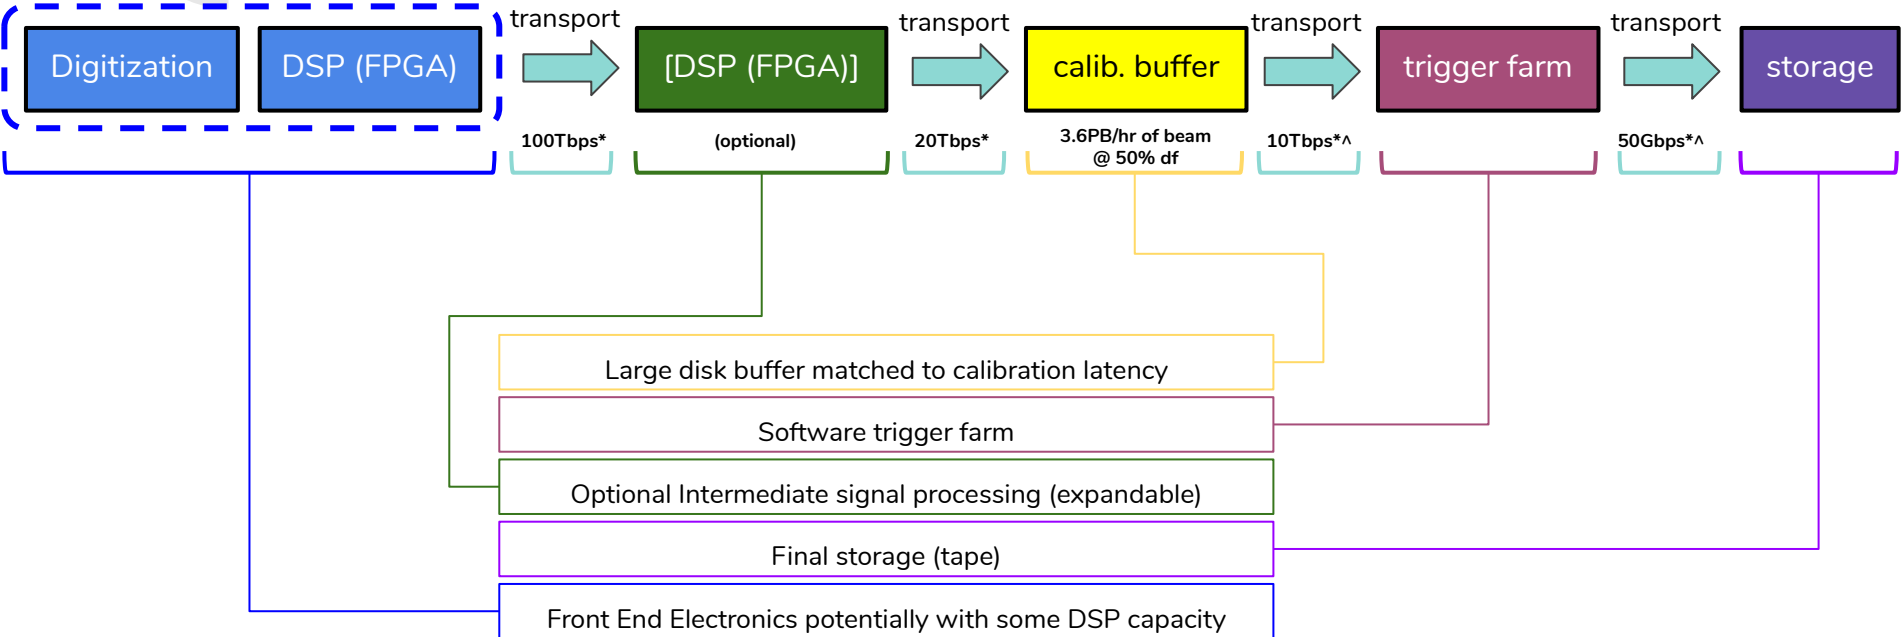 transport
transport
transport
transport
Digitization
DSP (FPGA)
[DSP (FPGA)]
calib. buffer
trigger farm
storage
100Tbps*
(optional)
20Tbps*
3.6PB/hr of beam
@ 50% df
10Tbps*^
50Gbps*^
Large disk buffer matched to calibration latency
Software trigger farm
Optional Intermediate signal processing (expandable)
Final storage (tape)
Front End Electronics potentially with some DSP capacity